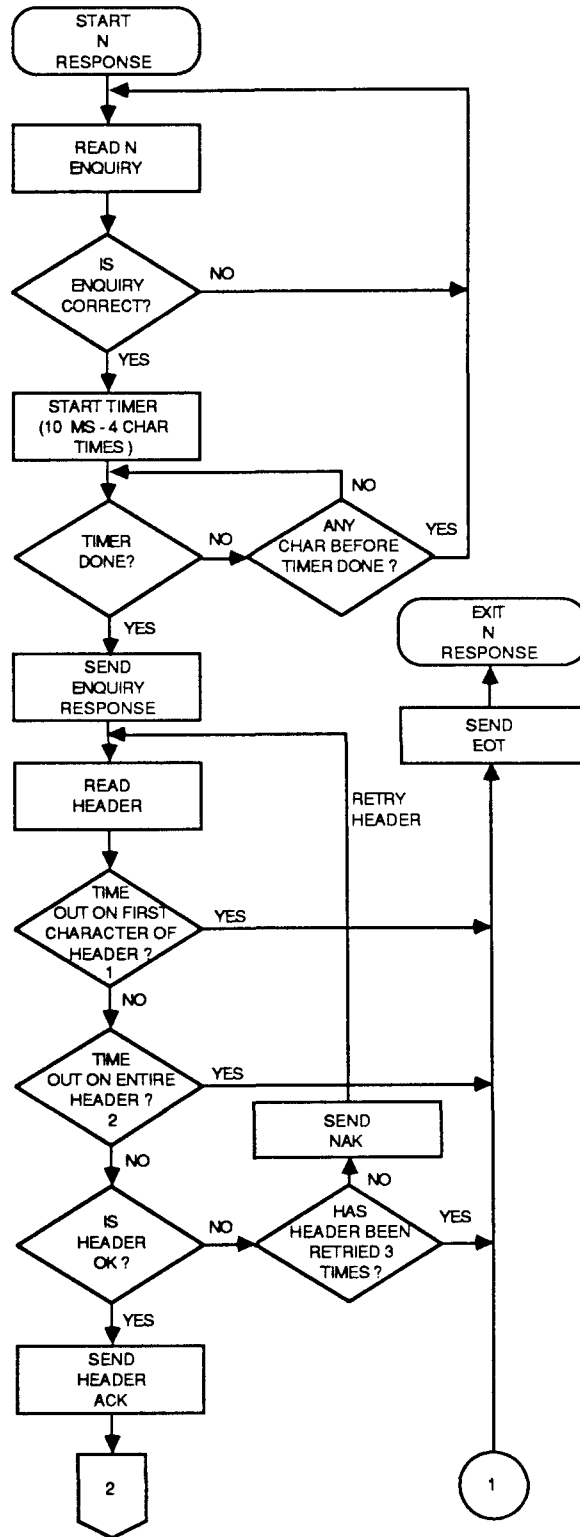 START
N
RESPONSE
READ N
ENQUIRY
IS
ENQUIRY
CORRECT?
NO
YES
START TIMER
(10 MS - 4 CHAR
TIMES )
NO
TIMER
DONE?
NO
ANY
CHAR BEFORE
TIMER DONE ?
YES
YES
EXIT
N
RESPONSE
SEND
ENQUIRY
RESPONSE
SEND
EOT
READ
HEADER
RETRY
HEADER
TIME
OUT ON FIRST
CHARACTER OF
HEADER ?
1
YES
NO
TIME
OUT ON ENTIRE
HEADER ?
2
YES
SEND
NAK
NO
NO
IS
HEADER
OK ?
NO
HAS
HEADER BEEN
RETRIED 3
TIMES ?
YES
YES
SEND
HEADER
ACK
2
1